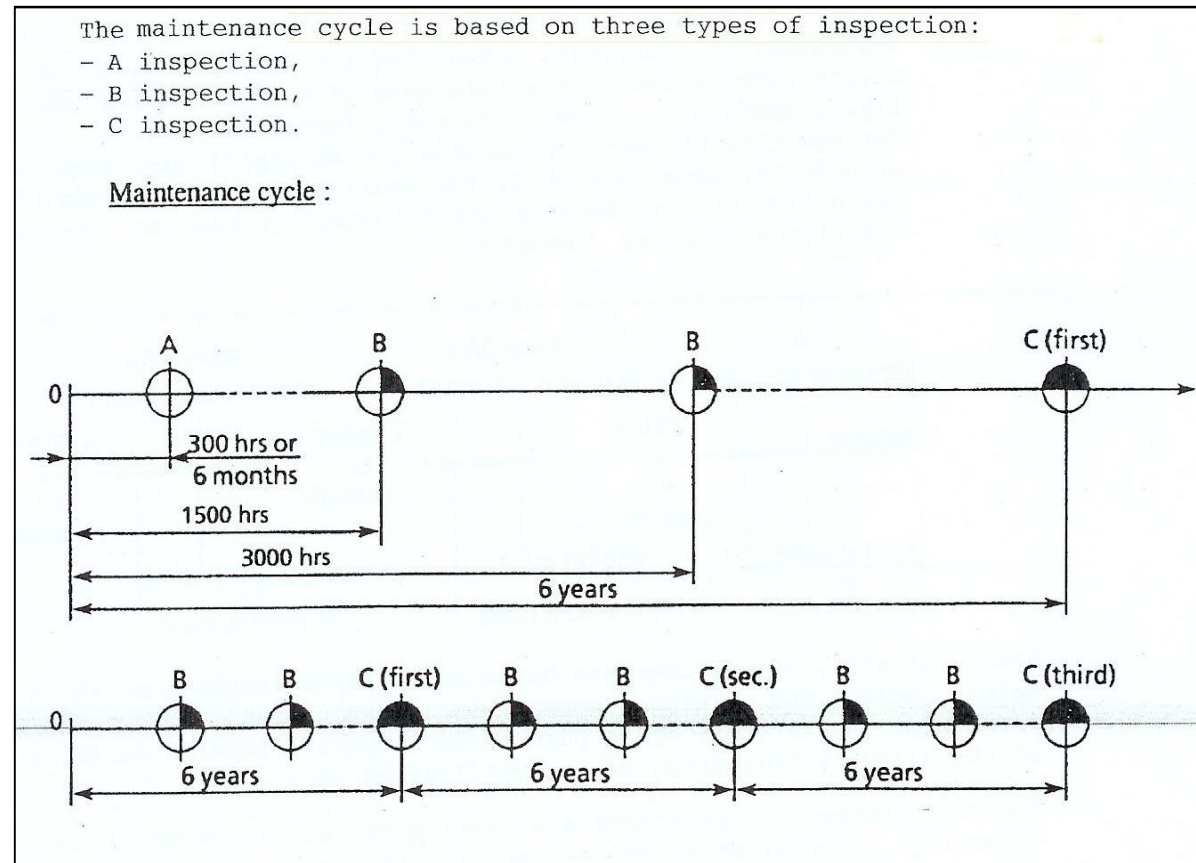 The maintenance cycle is based on three types of inspection:
– A inspection,
– B inspection,
– C inspection.
Maintenance cycle :
A B B C (first)
0
300 hrs or
6 months
1500 hrs
3000 hrs
6 years
B B C (first) B B C (sec.) B B C (third)
0
6 years 6 years 6 years